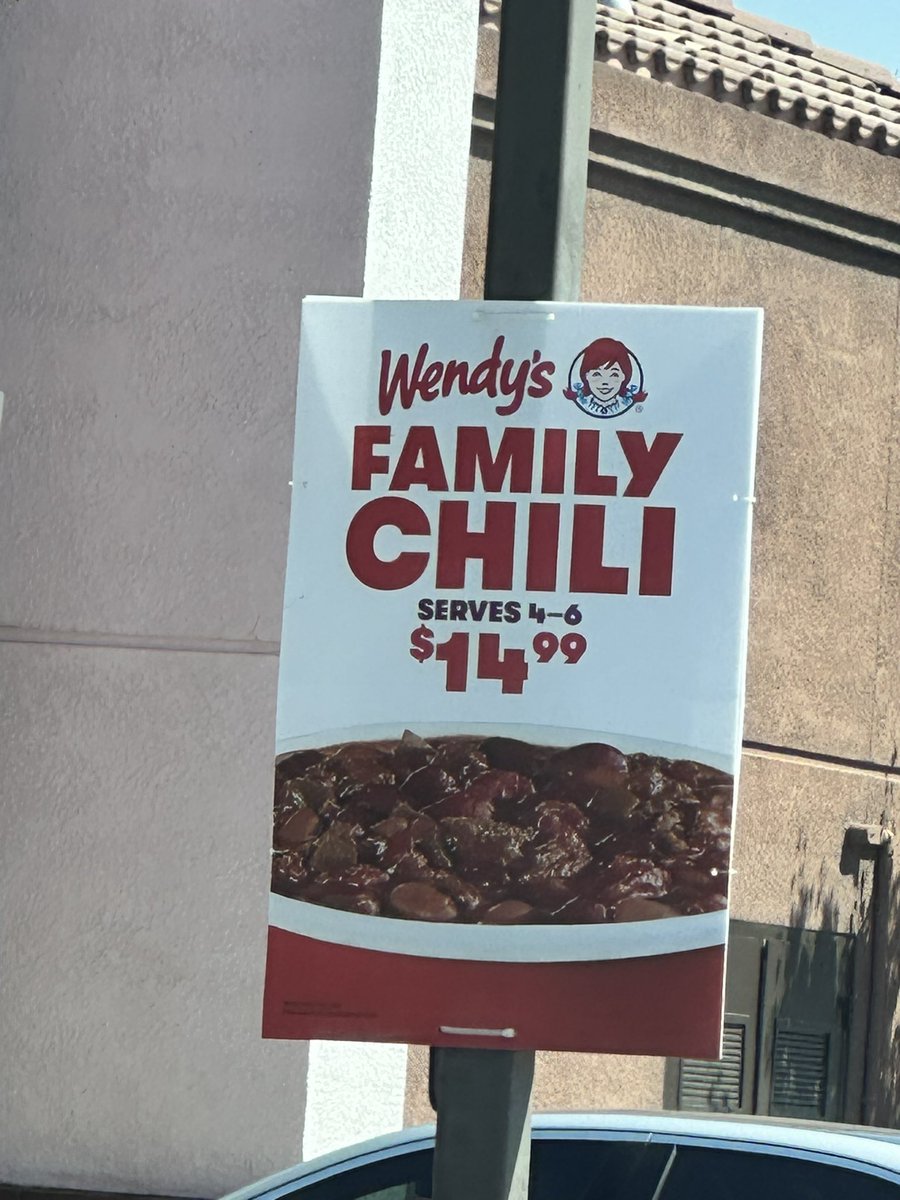 Wendy's
FAMILY
CHILI
SERVES 4–6
$14 99